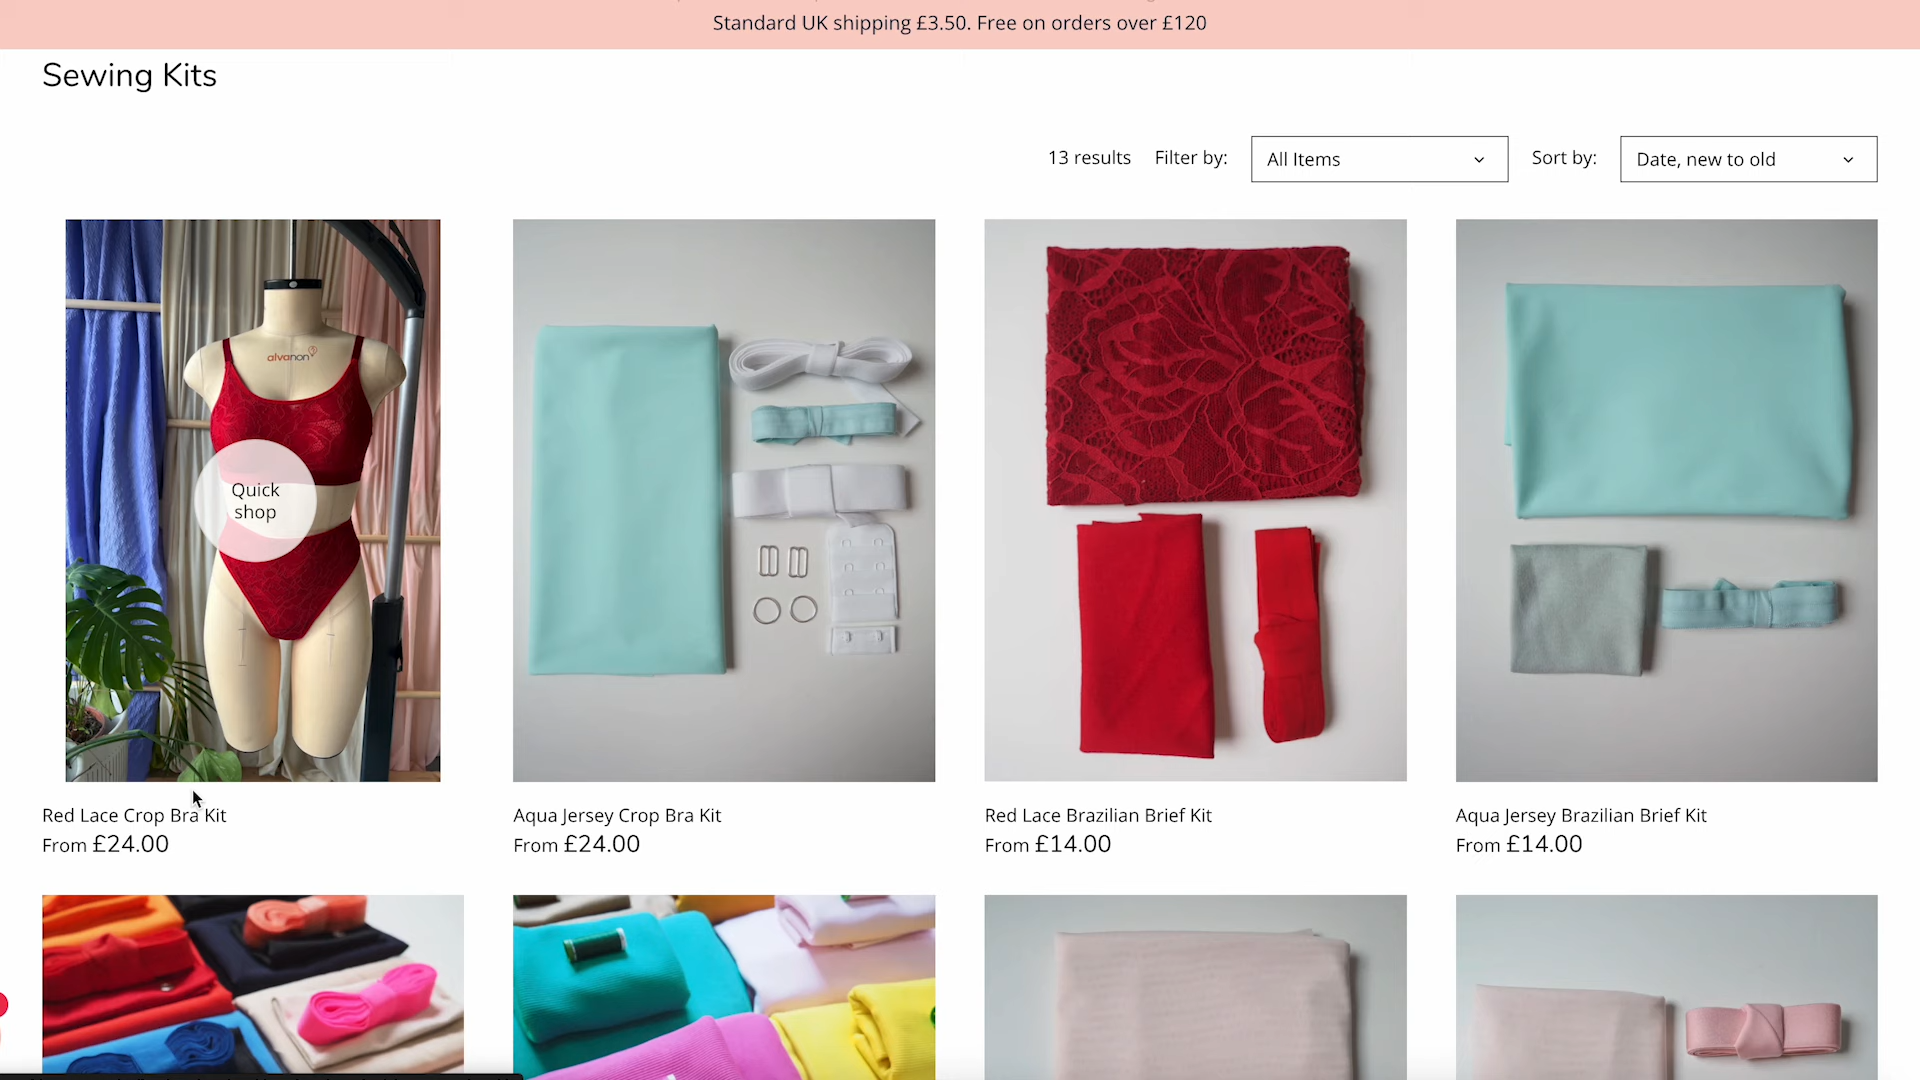 Standard UK shipping £3.50. Free on orders over £120
Sewing Kits
13 results
Filter by:
All Items
Sort by:
Date, new to old
alvanon
Quick
shop
Red Lace Crop Bra Kit
From £24.00
Aqua Jersey Crop Bra Kit
From £24.00
Red Lace Brazilian Brief Kit
From £14.00
Aqua Jersey Brazilian Brief Kit
From £14.00